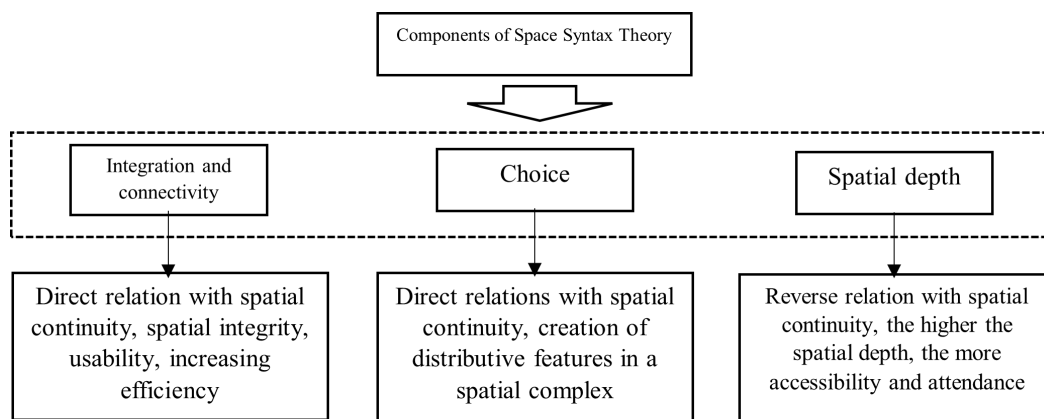 Components of Space Syntax Theory
Integration and
connectivity
Choice
Spatial depth
Direct relation with spatial
continuity, spatial integrity,
usability, increasing
efficiency
Direct relations with spatial
continuity, creation of
distributive features in a
spatial complex
Reverse relation with spatial
continuity, the higher the
spatial depth, the more
accessibility and attendance